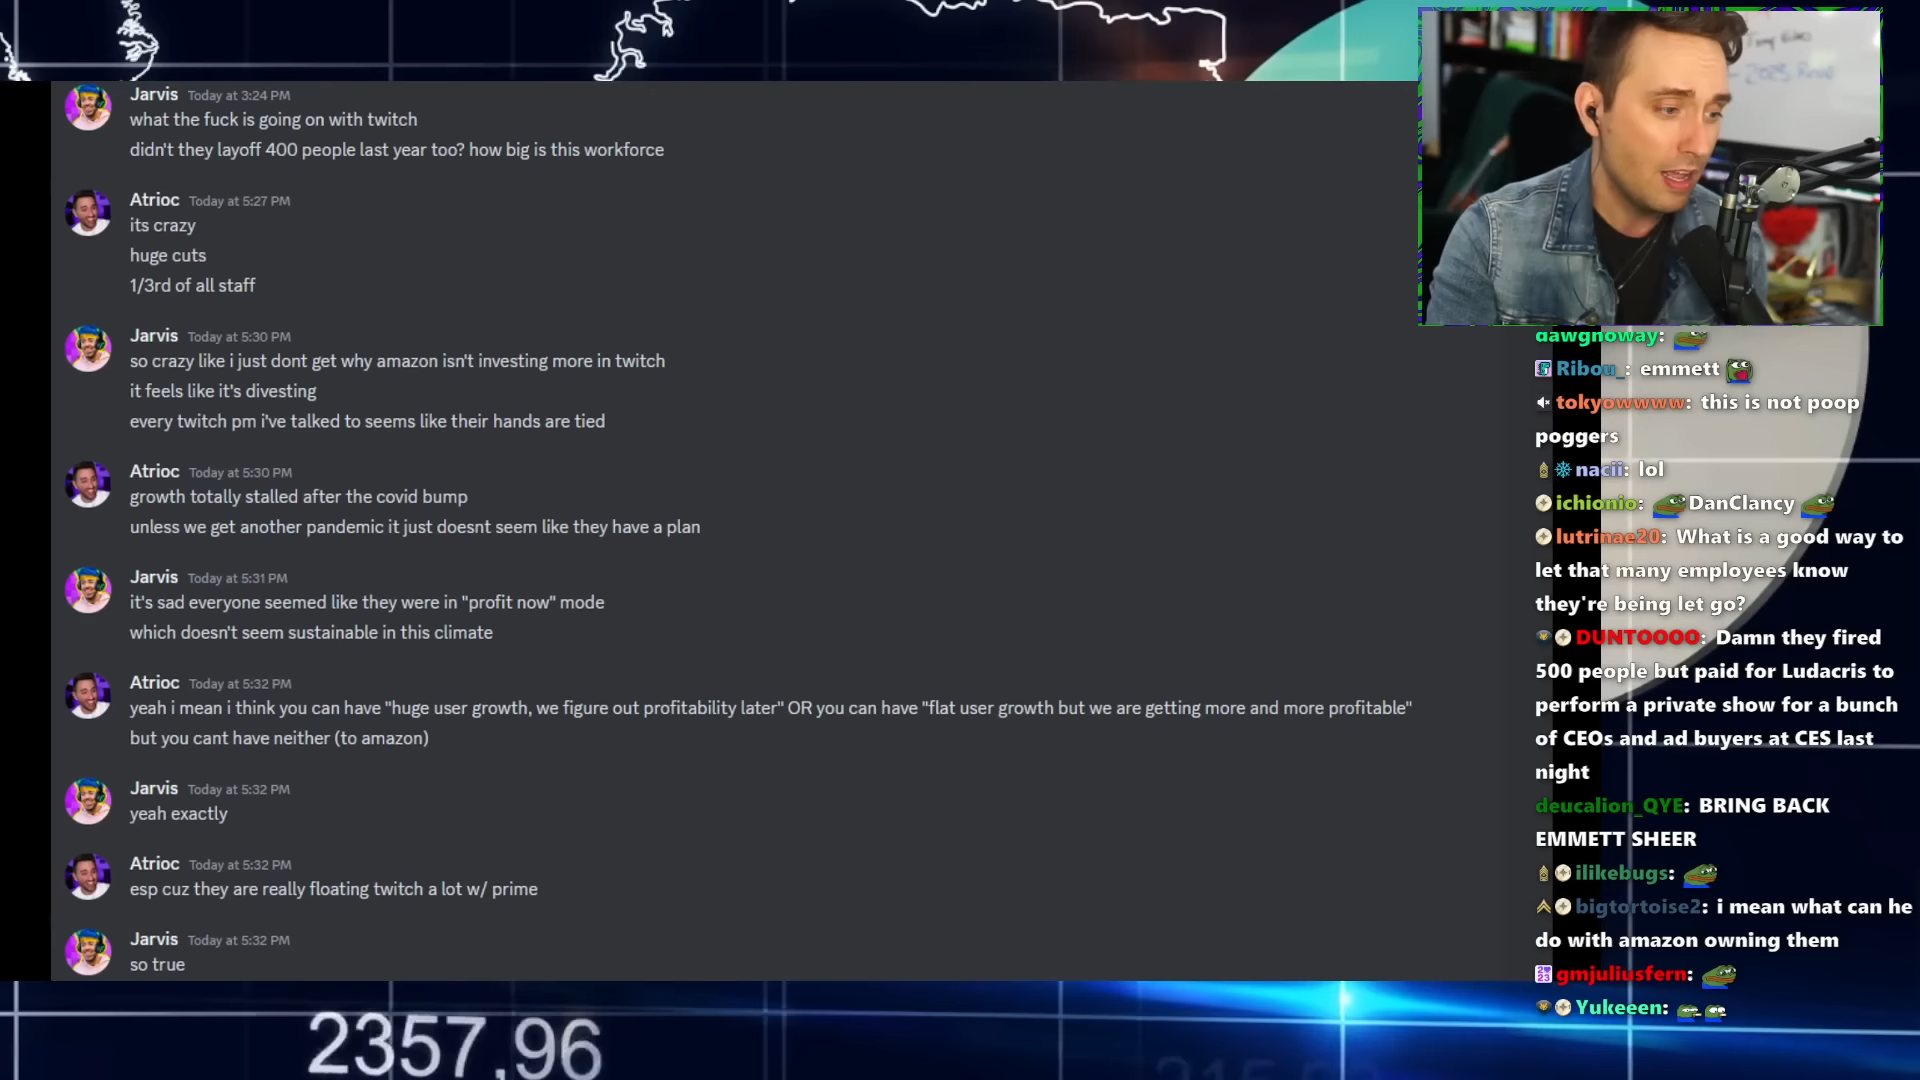 Jarvis Today at 3:24 PM
what the fuck is going on with twitch
didn't they layoff 400 people last year too? how big is this workforce
Atrioc Today at 5:27 PM
its crazy
huge cuts
1/3rd of all staff
Jarvis Today at 5:30 PM
so crazy like i just dont get why amazon isn't investing more in twitch
it feels like it's divesting
every twitch pm i've talked to seems like their hands are tied
Atrioc Today at 5:30 PM
growth totally stalled after the covid bump
unless we get another pandemic it just doesnt seem like they have a plan
Jarvis Today at 5:31 PM
it's sad everyone seemed like they were in "profit now" mode
which doesn't seem sustainable in this climate
Atrioc Today at 5:32 PM
yeah i mean i think you can have "huge user growth, we figure out profitability later" OR you can have "flat user growth but we are getting more and more profitable"
but you cant have neither (to amazon)
Jarvis Today at 5:32 PM
yeah exactly
Atrioc Today at 5:32 PM
esp cuz they are really floating twitch a lot w/ prime
Jarvis Today at 5:32 PM
so true
dawgnoway:
Ribou_: emmett
tokyowwww: this is not poop
poggers
nacii: lol
ichionio: DanClancy
lutrinae20: What is a good way to
let that many employees know
they're being let go?
DUNTOOOO: Damn they fired
500 people but paid for Ludacris to
perform a private show for a bunch
of CEOs and ad buyers at CES last
night
deucalion_QYE: BRING BACK
EMMETT SHEER
ilikebugs:
bigtortoise2: i mean what can he
do with amazon owning them
gmjuliusfern:
Yukeeen:
2357,96